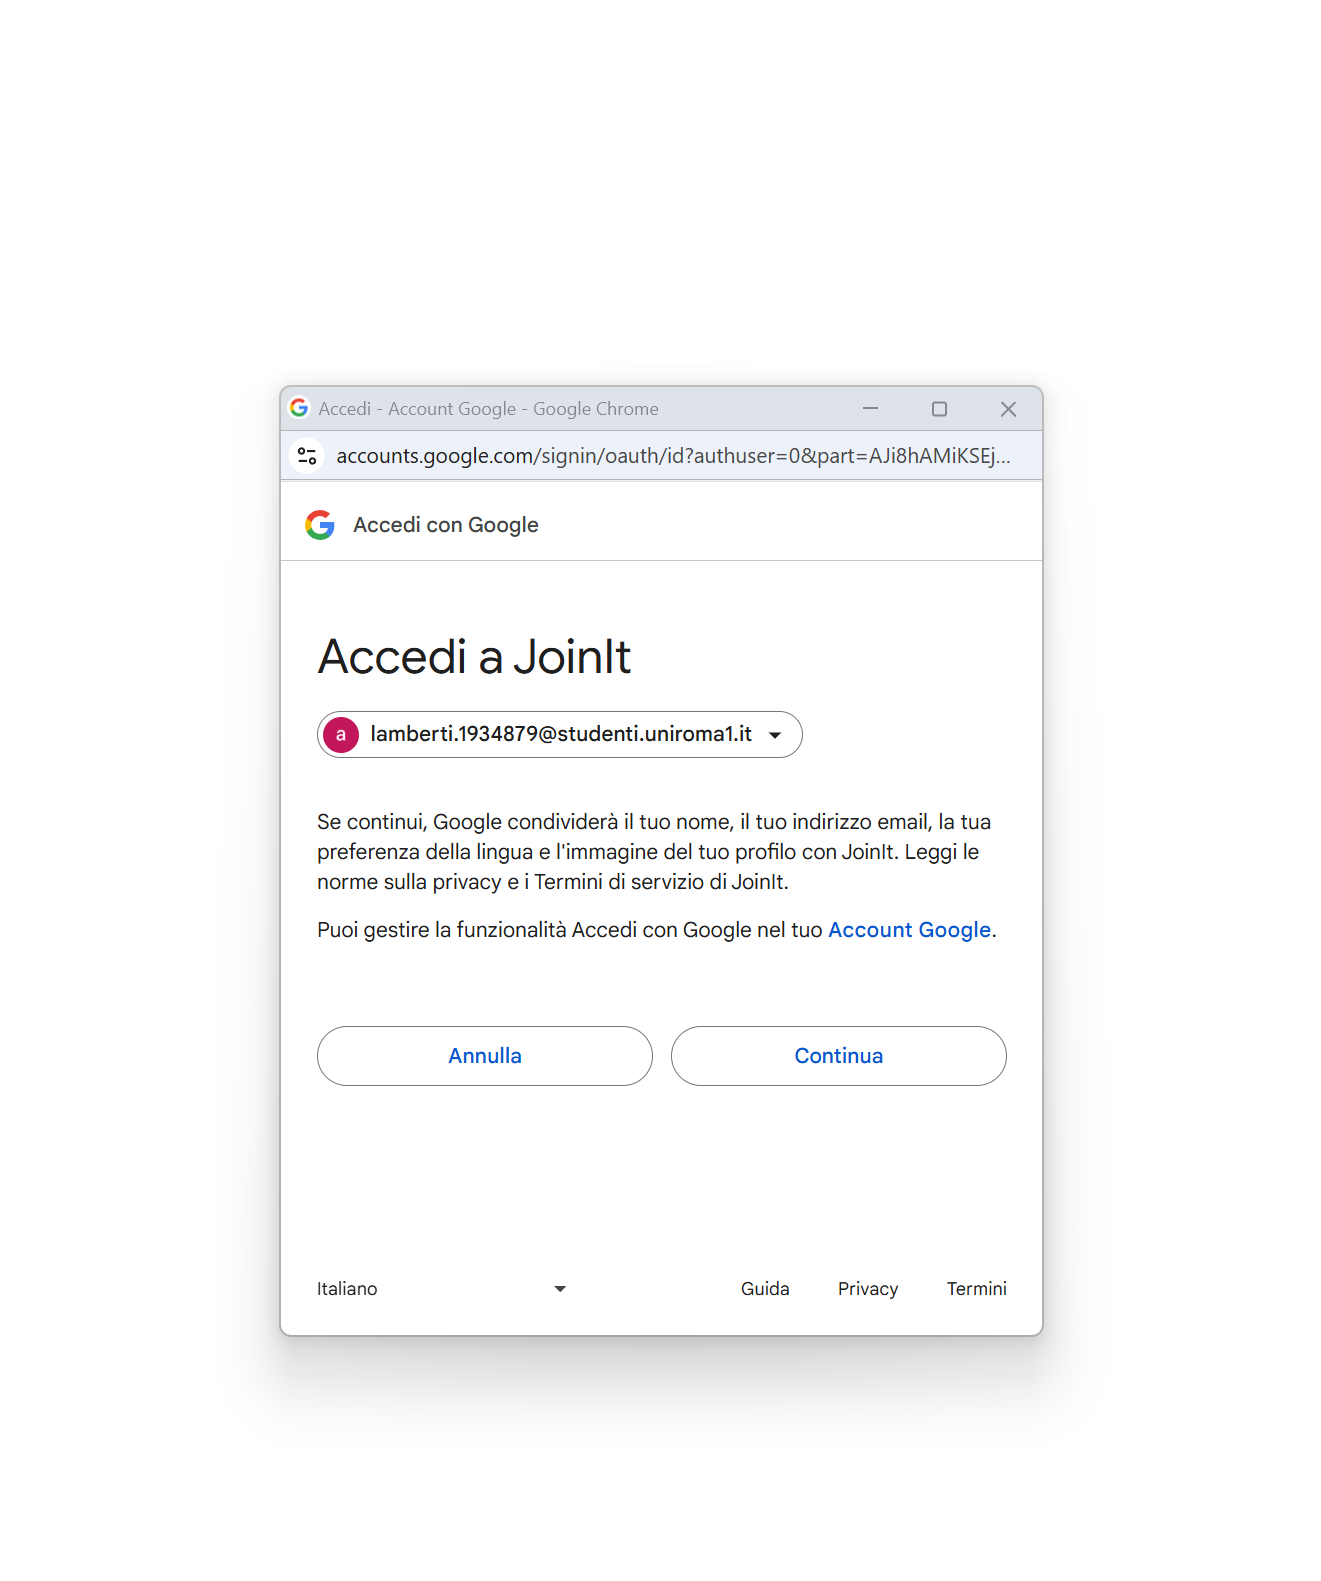 Accedi - Account Google - Google Chrome
accounts.google.com/signin/oauth/id?authuser=0&part=AJi8hAMiKSEj...
Accedi con Google
Accedi a JoinIt
a lamberti.1934879@studenti.uniroma1.it
Se continui, Google condividerà il tuo nome, il tuo indirizzo email, la tua
preferenza della lingua e l'immagine del tuo profilo con JoinIt. Leggi le
norme sulla privacy e i Termini di servizio di JoinIt.
Puoi gestire la funzionalità Accedi con Google nel tuo Account Google.
Annulla Continua
Italiano Guida Privacy Termini